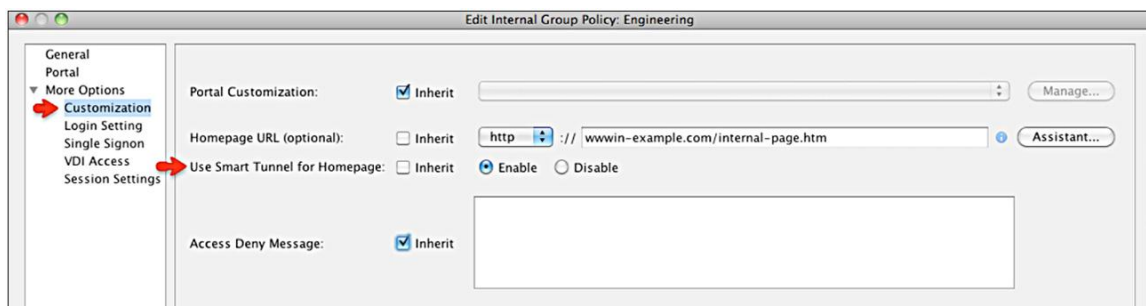 Edit Internal Group Policy: Engineering
General
Portal
More Options
Customization
Login Setting
Single Signon
VDI Access
Session Settings
Portal Customization: Inherit Manage...
Homepage URL (optional): Inherit http :// wwwin-example.com/internal-page.htm Assistant...
Use Smart Tunnel for Homepage: Inherit Enable Disable
Access Deny Message: Inherit